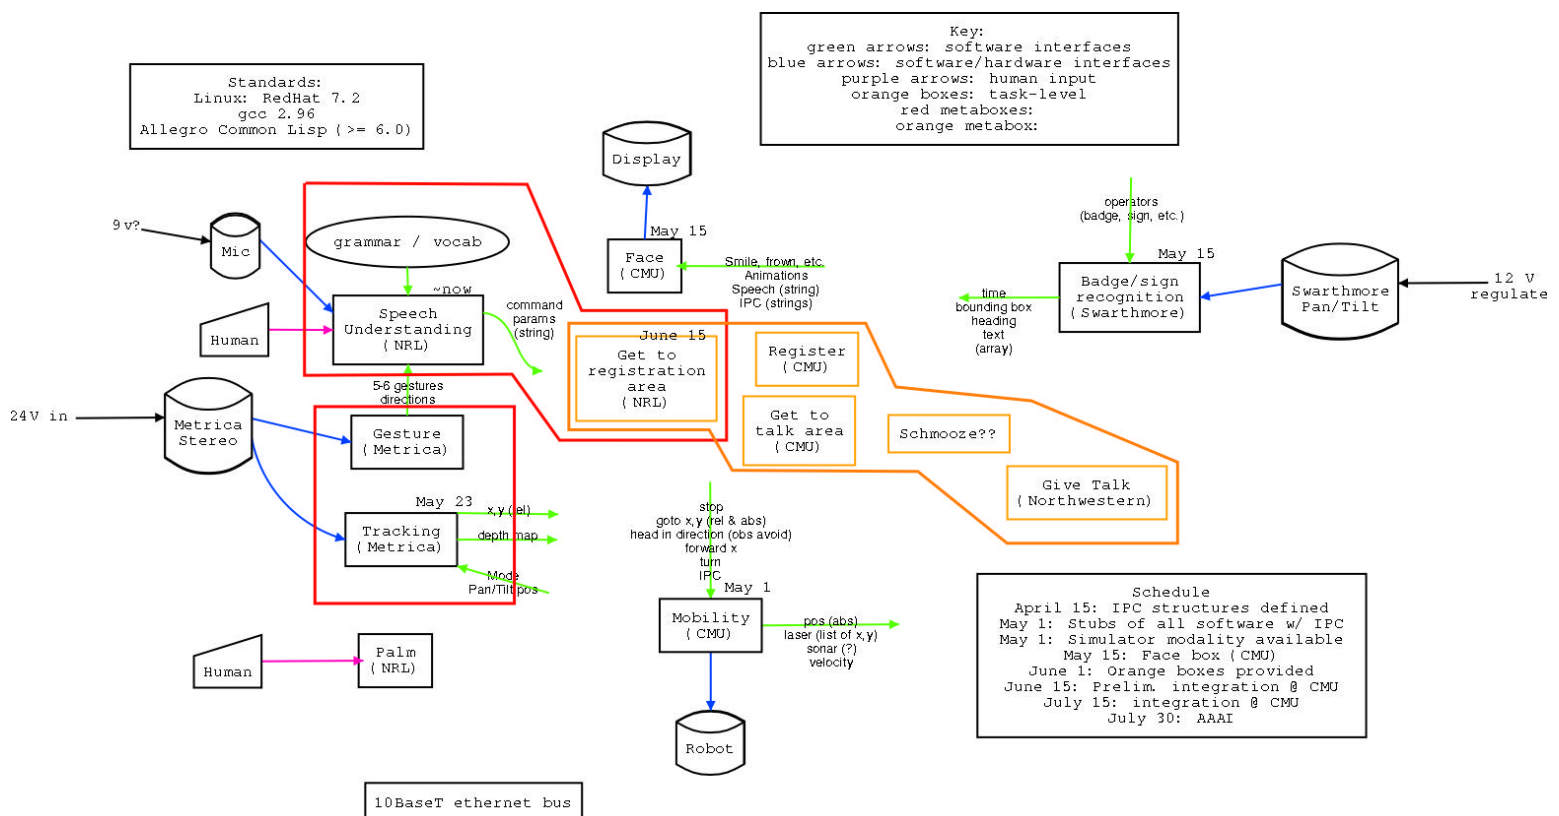 Key:
green arrows: software interfaces
blue arrows: software/hardware interfaces
purple arrows: human input
orange boxes: task-level
red metaboxes:
orange metabox:
Standards:
Linux: RedHat 7.2
gcc 2.96
Allegro Common Lisp (>= 6.0)
Display
May 15
Face
(CMU)
Smile, frown, etc.
Animations
Speech (string)
IPC (strings)
operators
(badge, sign, etc.)
May 15
Badge/sign
recognition
(Swarthmore)
time
bounding box
heading
text
(array)
Swarthmore
Pan/Tilt
12 V
regulate
9v?
Mic
grammar / vocab
~now
Speech
Understanding
(NRL)
Human
command
params
(string)
June 15
Get to
registration
area
(NRL)
Register
(CMU)
Get to
talk area
(CMU)
Schmooze??
Give Talk
(Northwestern)
5-6 gestures
directions
24V in
Metrica
Stereo
Gesture
(Metrica)
May 23
Tracking
(Metrica)
x,y (rel)
depth map
Mode
Pan/Tilt pos
stop
goto x,y (rel & abs)
head in direction (obs avoid)
forward x
turn
IPC
May 1
Mobility
(CMU)
pos (abs)
laser (list of x,y)
sonar (?)
velocity
Robot
Human
Palm
(NRL)
Schedule
April 15: IPC structures defined
May 1: Stubs of all software w/ IPC
May 1: Simulator modality available
May 15: Face box (CMU)
June 1: Orange boxes provided
June 15: Prelim. integration @ CMU
July 15: integration @ CMU
July 30: AAAI
10BaseT ethernet bus